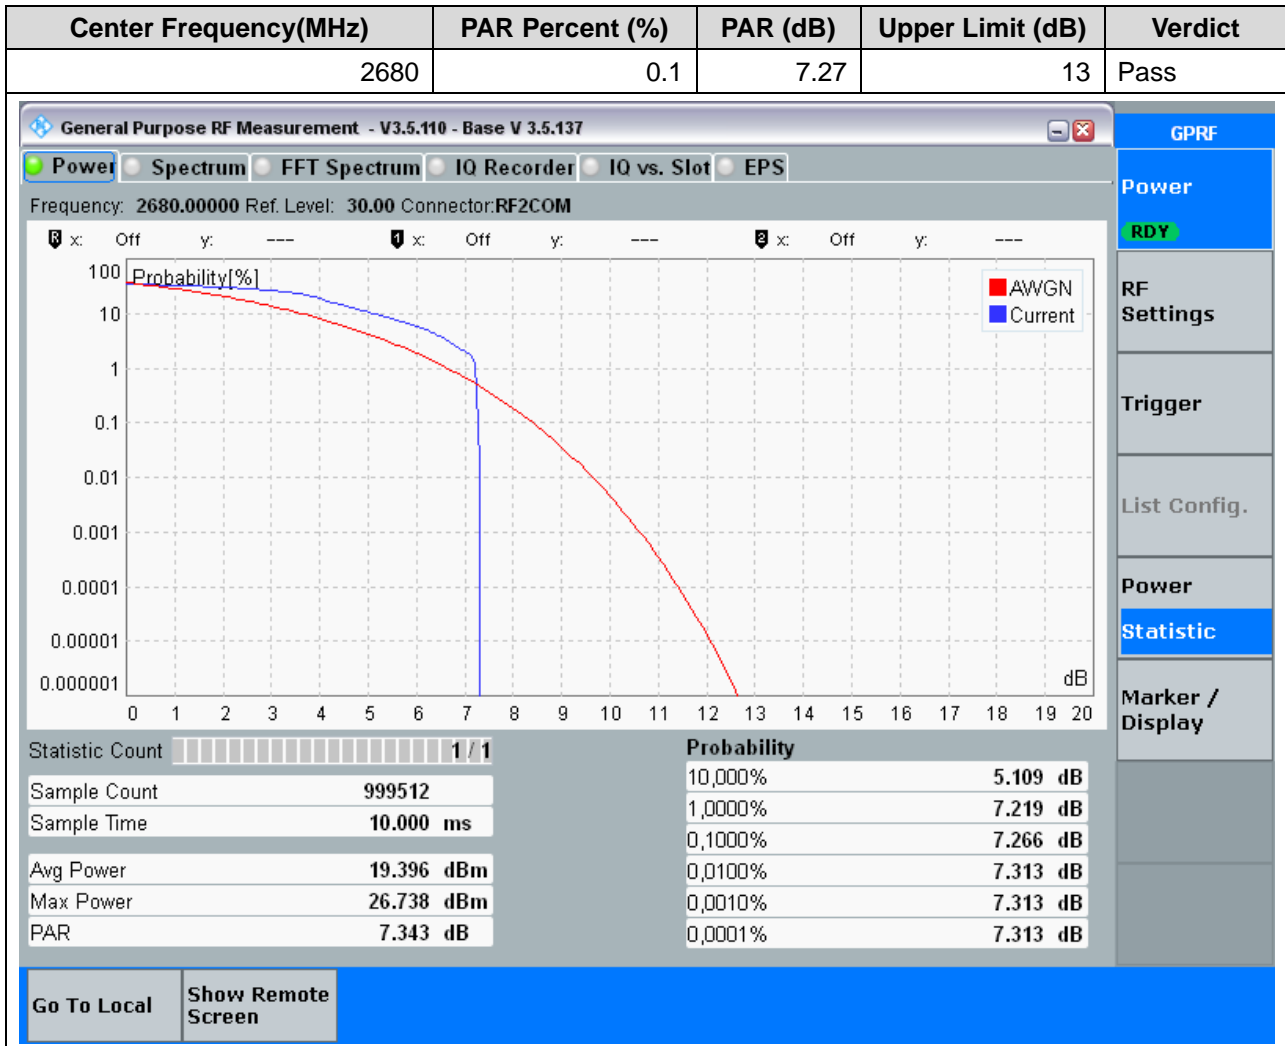 Center Frequency(MHz) PAR Percent (%) PAR (dB) Upper Limit (dB) Verdict
2680 0.1 7.27 13 Pass
General Purpose RF Measurement - V3.5.110 - Base V 3.5.137
GPRF
Power Spectrum FFT Spectrum IQ Recorder IQ vs. Slot EPS
Power
RDY
Frequency: 2680.00000 Ref. Level: 30.00 Connector:RF2COM
R x: Off y: --- 1 x: Off y: --- 2 x: Off y: ---
Probability[%]
AWGN
Current
100
10
1
0.1
0.01
0.001
0.0001
0.00001
0.000001
dB
0 1 2 3 4 5 6 7 8 9 10 11 12 13 14 15 16 17 18 19 20
RF
Settings
Trigger
List Config.
Power
Statistic
Marker /
Display
Statistic Count 1 / 1
Sample Count 999512
Sample Time 10.000 ms
Avg Power 19.396 dBm
Max Power 26.738 dBm
PAR 7.343 dB
Probability
10,000% 5.109 dB
1,0000% 7.219 dB
0,1000% 7.266 dB
0,0100% 7.313 dB
0,0010% 7.313 dB
0,0001% 7.313 dB
Go To Local
Show Remote
Screen